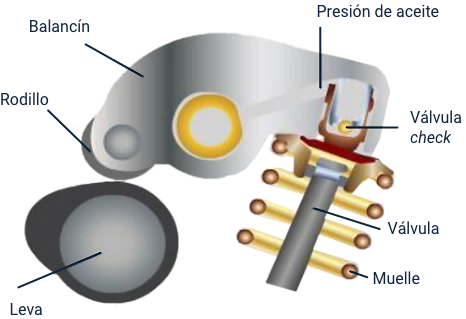 Presión de aceite
Balancín
Rodillo
Válvula
check
Válvula
Muelle
Leva